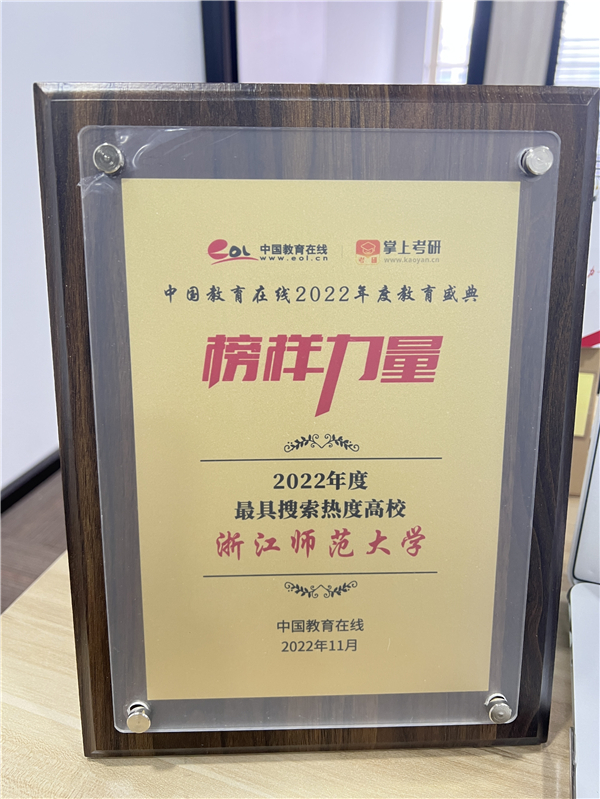 eol 中国教育在线
www.eol.cn
掌上考研
www.kaoyan.cn
中国教育在线2022年度教育盛典
榜样力量
2022年度
最具搜索热度高校
浙江师范大学
中国教育在线
2022年11月